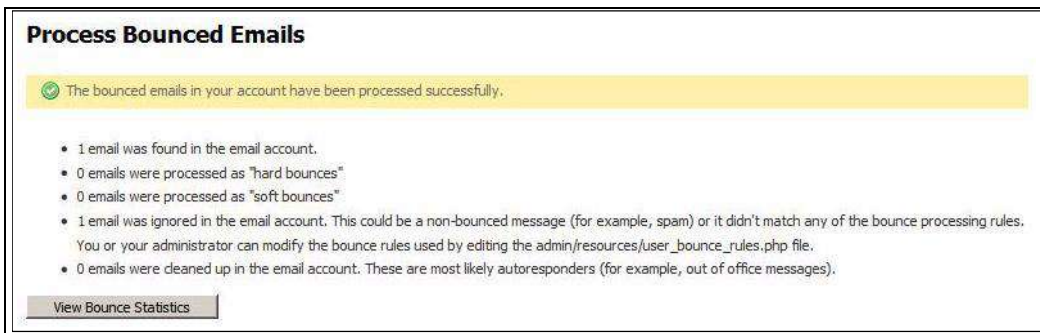 Process Bounced Emails
The bounced emails in your account have been processed successfully.
• 1 email was found in the email account.
• 0 emails were processed as "hard bounces"
• 0 emails were processed as "soft bounces"
• 1 email was ignored in the email account. This could be a non-bounced message (for example, spam) or it didn't match any of the bounce processing rules.
You or your administrator can modify the bounce rules used by editing the admin/resources/user_bounce_rules.php file.
• 0 emails were cleaned up in the email account. These are most likely autoresponders (for example, out of office messages).
View Bounce Statistics